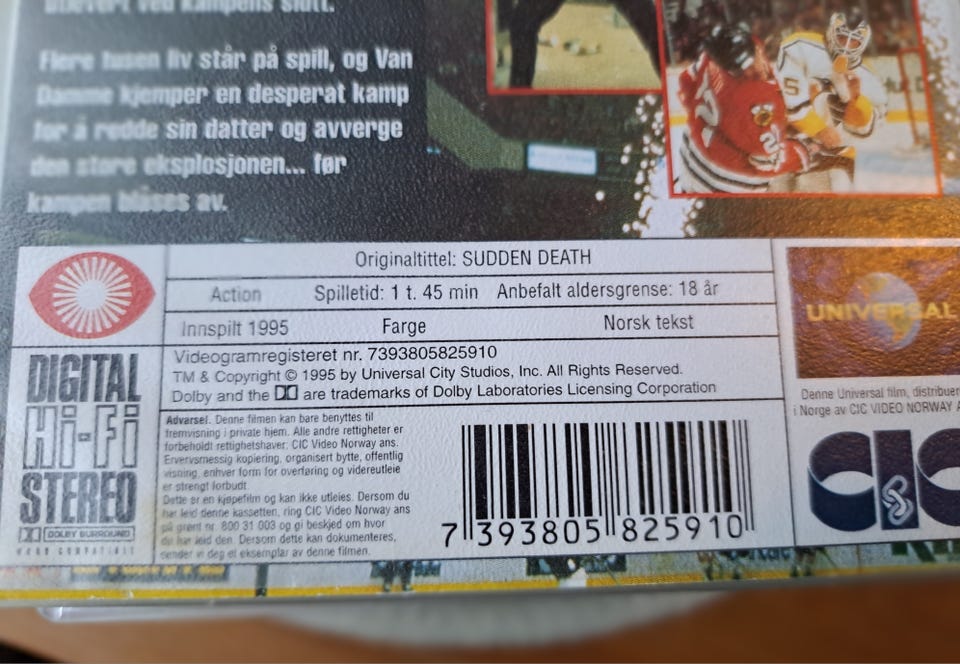 utlevert ved kampens slutt.
Flere tusen liv står på spill, og Van
Damme kjemper en desperat kamp
for å redde sin datter og avverge
den store eksplosjonen... før
kampen blåses av.
Originaltittel: SUDDEN DEATH
Action Spilletid: 1 t. 45 min Anbefalt aldersgrense: 18 år
Innspilt 1995 Farge Norsk tekst
Videogramregisteret nr. 7393805825910
TM & Copyright © 1995 by Universal City Studios, Inc. All Rights Reserved.
Dolby and the are trademarks of Dolby Laboratories Licensing Corporation
DIGITAL
Hi-Fi
STEREO
DOLBY SURROUND
Advarsel. Denne filmen kan bare benyttes til
fremvisning i private hjem. Alle andre rettigheter er
forbeholdt rettighetshaver, CIC Video Norway ans.
Ervervsmessig kopiering, organisert bytte, offentlig
visning, enhver form for overføring og videreutleie
er strengt forbudt.
Dette er en kjøpefilm og kan ikke utleies. Dersom du
har leid denne kassetten, ring CIC Video Norway ans
på grønt nr. 800 31 003 og gi beskjed om hvor
du har leid den. Dersom dette kan dokumenteres,
sender vi deg et eksemplar av denne filmen.
7 393805 825910
UNIVERSAL
Denne Universal film, distribuer
i Norge av CIC VIDEO NORWAY A
CIC